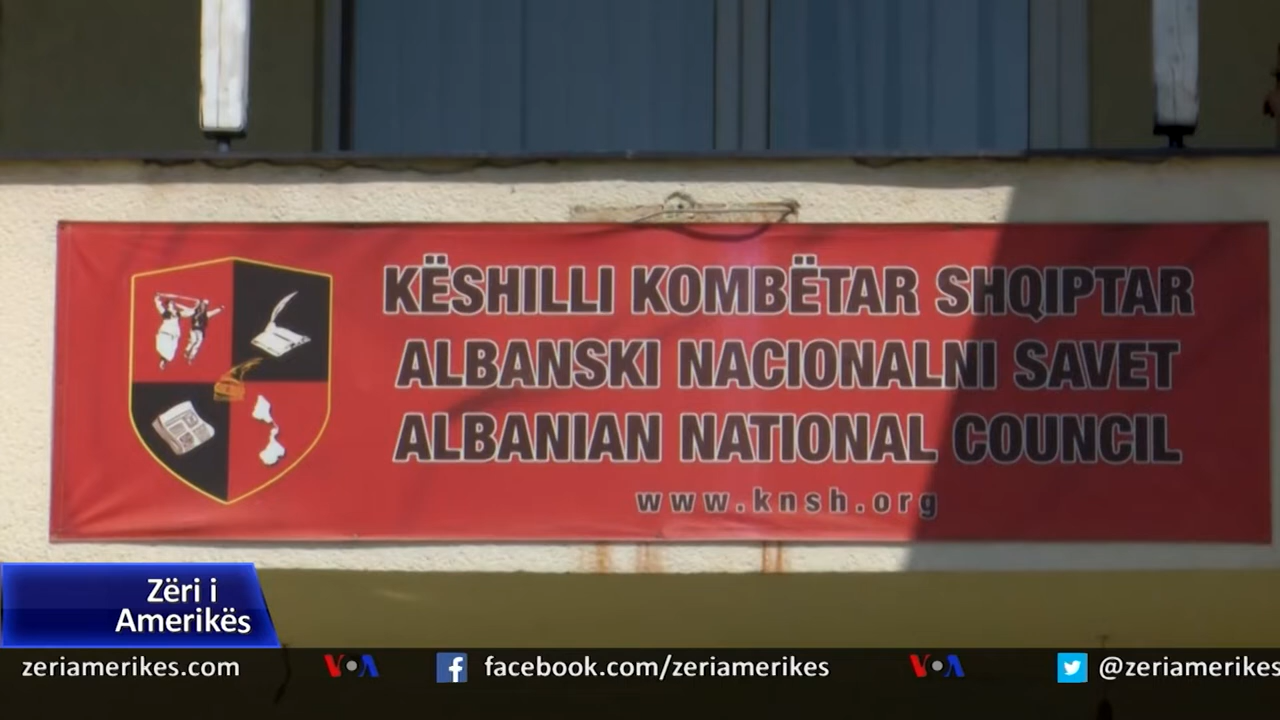 KËSHILLI KOMBËTAR SHQIPTAR
ALBANSKI NACIONALNI SAVET
ALBANIAN NATIONAL COUNCIL
www.knsh.org
Zëri i
Amerikës
zeriamerikes.com VOA facebook.com/zeriamerikes VOA @zeriamerikes